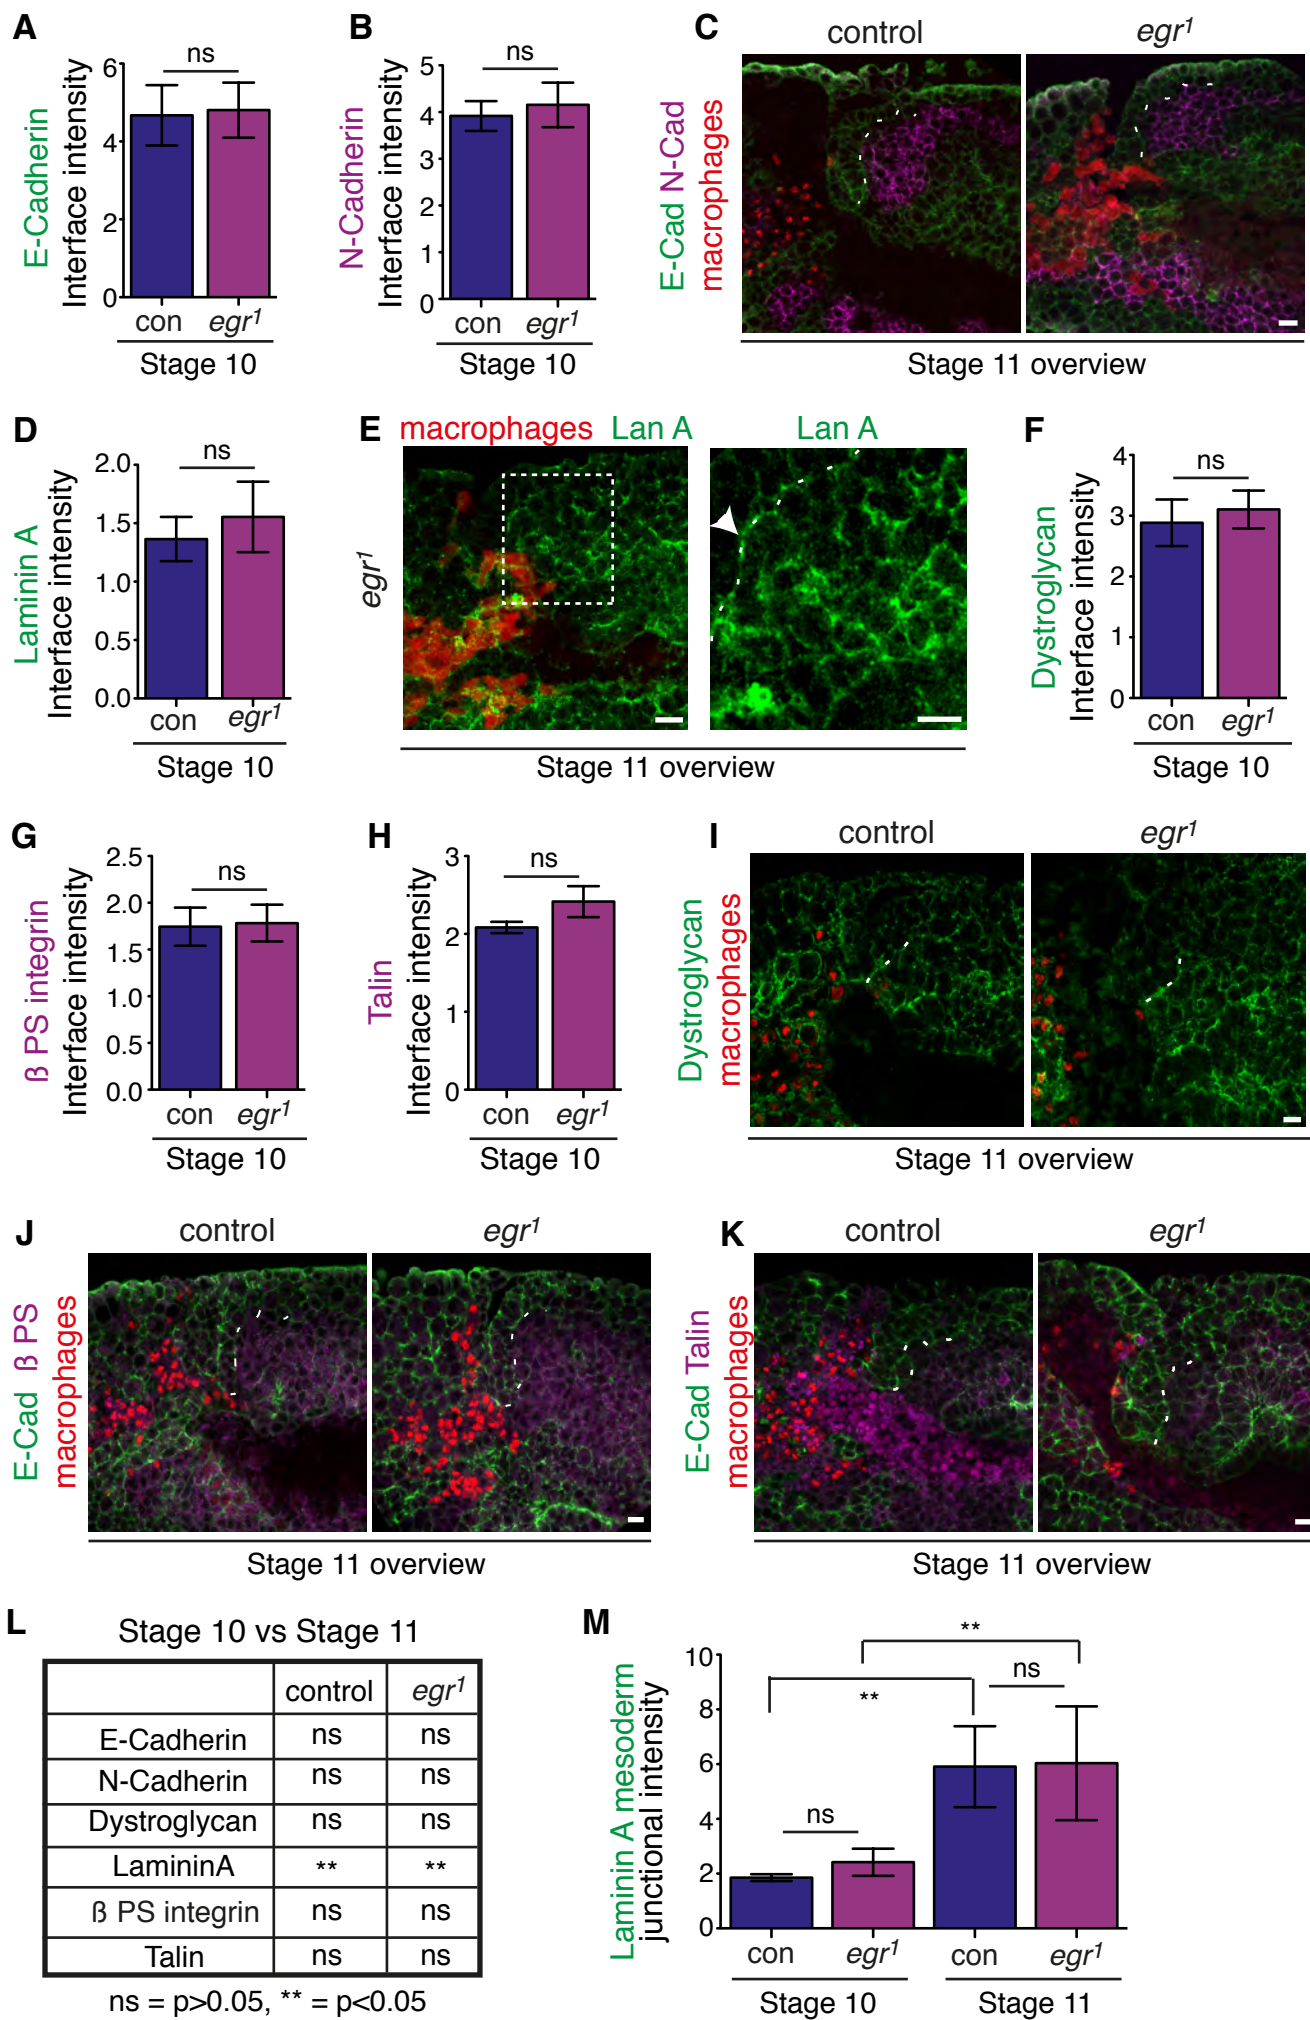 A
E-Cadherin
Interface intensity
6
4
2
0
ns
con egr1
Stage 10
B
N-Cadherin
Interface intensity
5
4
3
2
1
0
ns
con egr1
Stage 10
C
control egr1
E-Cad N-Cad
macrophages
Stage 11 overview
D
Laminin A
Interface intensity
2.0
1.5
1.0
0.5
0.0
ns
con egr1
Stage 10
E
macrophages Lan A
Lan A
egr1
Stage 11 overview
F
Dystroglycan
Interface intensity
4
3
2
1
0
ns
con egr1
Stage 10
G
ß PS integrin
Interface intensity
2.5
2.0
1.5
1.0
0.5
0.0
ns
con egr1
Stage 10
H
Talin
Interface intensity
3
2
1
0
ns
con egr1
Stage 10
I
control egr1
Dystroglycan
macrophages
Stage 11 overview
J
control egr1
E-Cad ß PS
macrophages
Stage 11 overview
K
control egr1
E-Cad Talin
macrophages
Stage 11 overview
L
Stage 10 vs Stage 11
control egr1
E-Cadherin ns ns
N-Cadherin ns ns
Dystroglycan ns ns
LamininA ** **
ß PS integrin ns ns
Talin ns ns
ns = p>0.05, ** = p<0.05
M
Laminin A mesoderm
junctional intensity
10
8
6
4
2
0
**
**
ns
ns
con egr1 con egr1
Stage 10 Stage 11